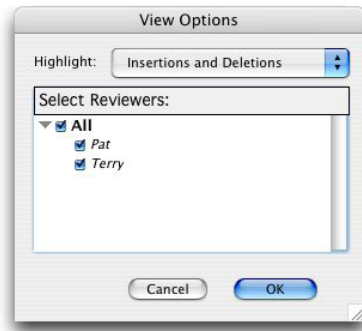 View Options
Highlight: Insertions and Deletions
Select Reviewers:
All
Pat
Terry
Cancel OK